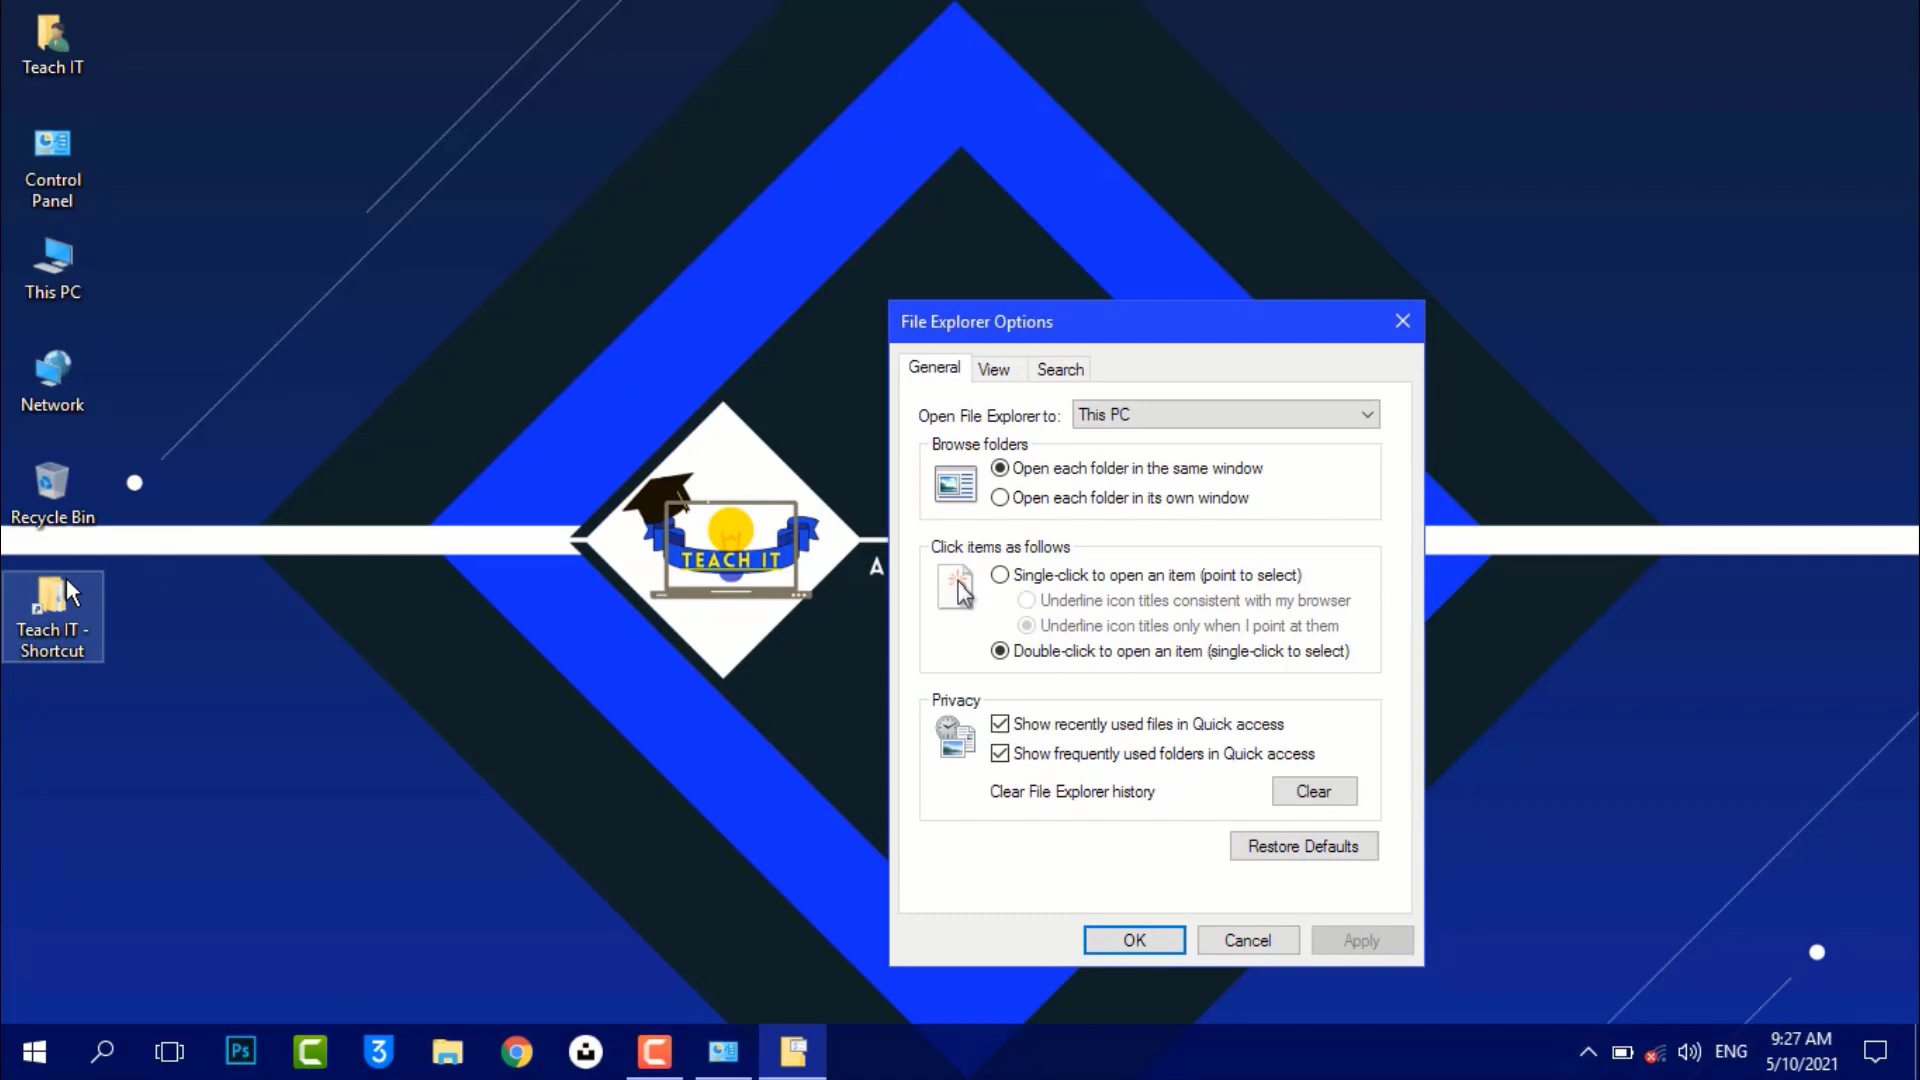 Teach IT
Control
Panel
This PC
Network
Recycle Bin
Teach IT -
Shortcut
TEACH IT
A
File Explorer Options
General
View
Search
Open File Explorer to:
This PC
Browse folders
Open each folder in the same window
Open each folder in its own window
Click items as follows
Single-click to open an item (point to select)
Underline icon titles consistent with my browser
Underline icon titles only when I point at them
Double-click to open an item (single-click to select)
Privacy
Show recently used files in Quick access
Show frequently used folders in Quick access
Clear File Explorer history
Clear
Restore Defaults
OK
Cancel
Apply
Ps
C
3
C
ENG
9:27 AM
5/10/2021